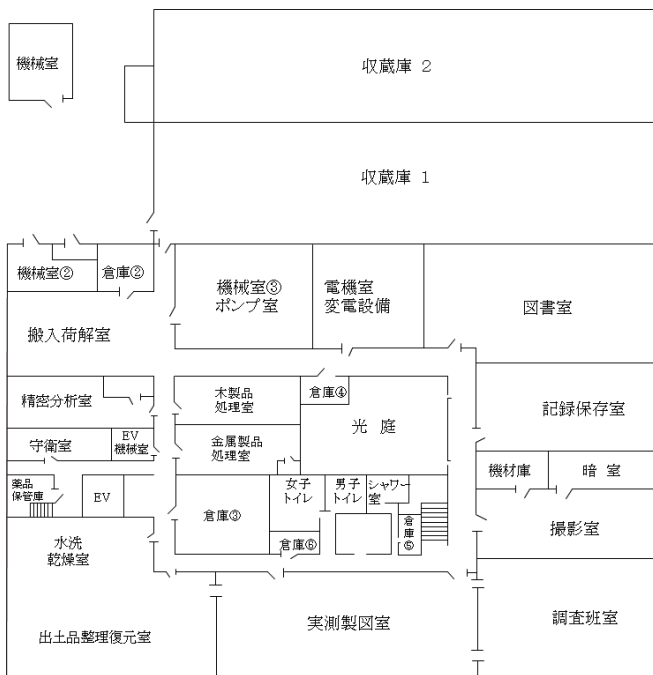 機械室
収蔵庫 2
収蔵庫 1
機械室②
倉庫②
機械室③
ポンプ室
電機室
変電設備
図書室
搬入荷解室
精密分析室
木製品
処理室
倉庫④
光 庭
記録保存室
守衛室
EV
機械室
金属製品
処理室
機材庫
暗 室
薬品
保管庫
EV
倉庫③
女子
トイレ
男子
トイレ
シャワー
室
倉
庫
⑤
倉庫⑥
撮影室
水洗
乾燥室
出土品整理復元室
実測製図室
調査班室